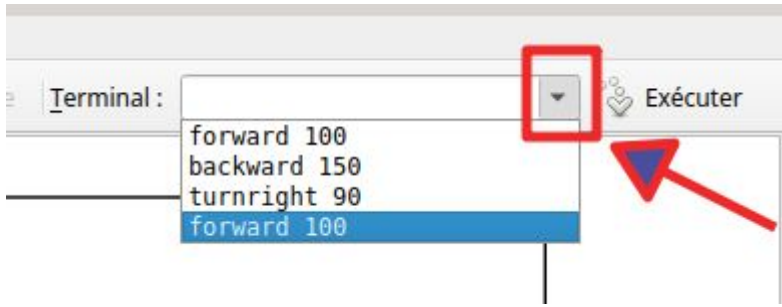 Terminal : Exécuter
forward 100
backward 150
turnright 90
forward 100